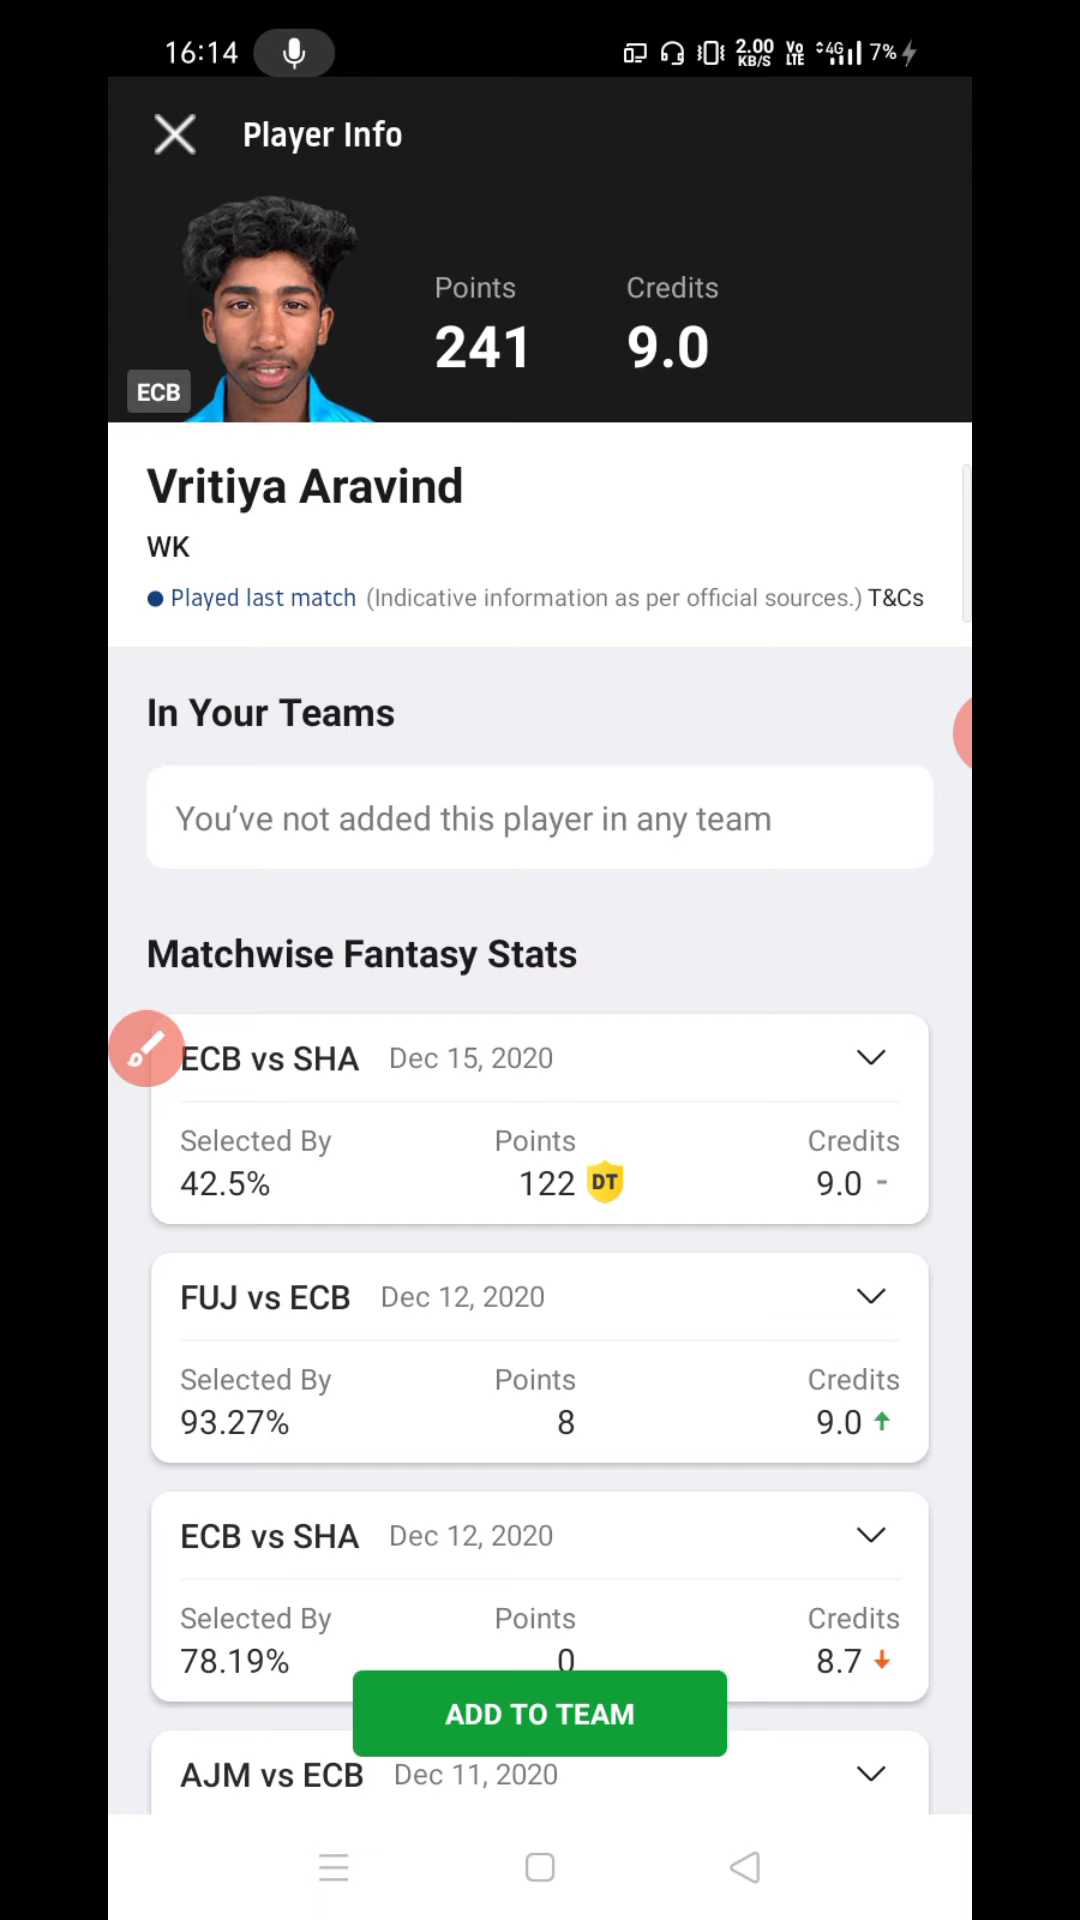 16:14 2.00 KB/S Vo LTE 4G 7%
Player Info
Points Credits
241 9.0
ECB
Vritiya Aravind
WK
Played last match (Indicative information as per official sources.) T&Cs
In Your Teams
You’ve not added this player in any team
Matchwise Fantasy Stats
ECB vs SHA Dec 15, 2020
Selected By Points Credits
42.5% 122 DT 9.0 -
FUJ vs ECB Dec 12, 2020
Selected By Points Credits
93.27% 8 9.0
ECB vs SHA Dec 12, 2020
Selected By Points Credits
78.19% 0 8.7
ADD TO TEAM
AJM vs ECB Dec 11, 2020